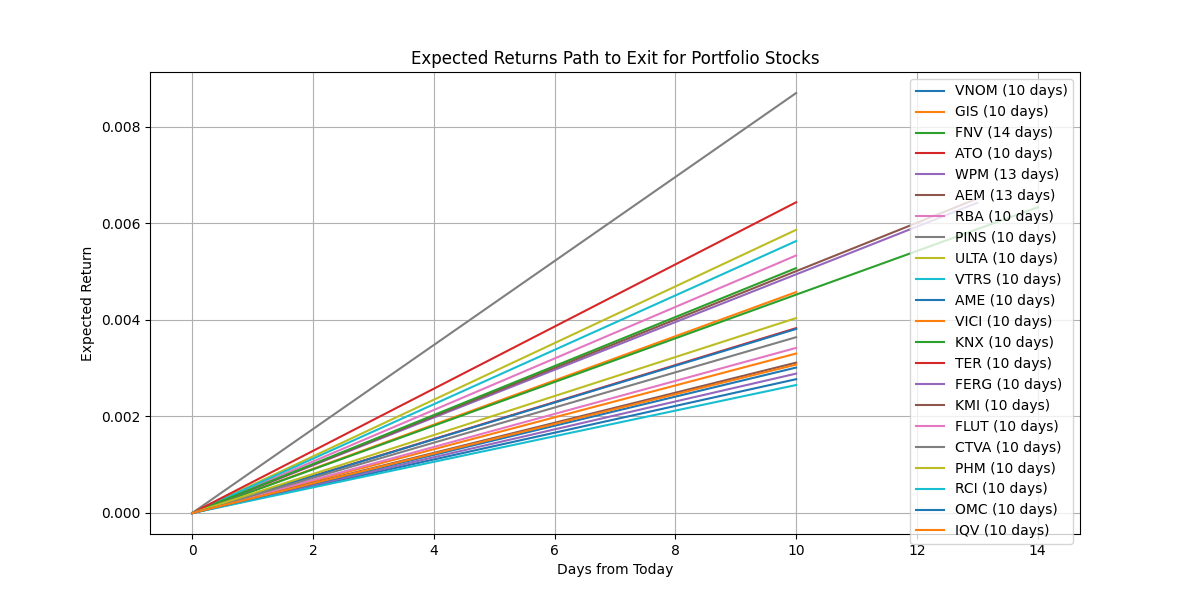 Expected Returns Path to Exit for Portfolio Stocks
Expected Return
0.008
0.006
0.004
0.002
0.000
VNOM (10 days)
GIS (10 days)
FNV (14 days)
ATO (10 days)
WPM (13 days)
AEM (13 days)
RBA (10 days)
PINS (10 days)
ULTA (10 days)
VTRS (10 days)
AME (10 days)
VICI (10 days)
KNX (10 days)
TER (10 days)
FERG (10 days)
KMI (10 days)
FLUT (10 days)
CTVA (10 days)
PHM (10 days)
RCI (10 days)
OMC (10 days)
IQV (10 days)
0 2 4 6 8 10 12 14
Days from Today